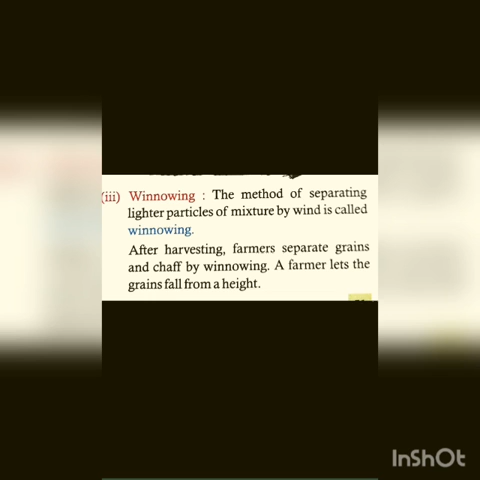 (iii) Winnowing : The method of separating
lighter particles of mixture by wind is called
winnowing.
After harvesting, farmers separate grains
and chaff by winnowing. A farmer lets the
grains fall from a height.
InShOt